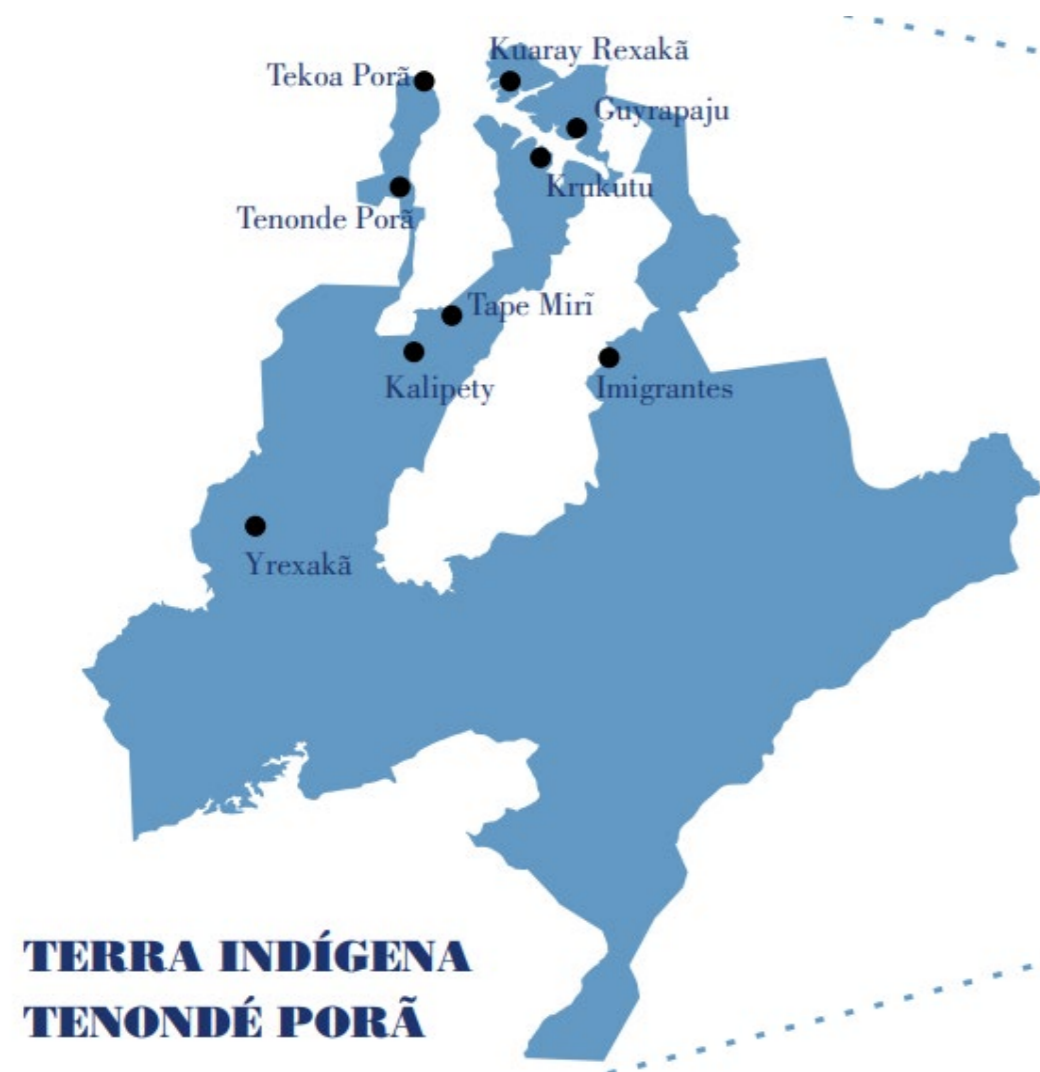 Kuaray Rexakã
Tekoa Porã
Guyrapaju
Krukutu
Tenonde Porã
Tape Mirĩ
Kalipety
Imigrantes
Yrexakã
TERRA INDÍGENA
TENONDÉ PORÃ